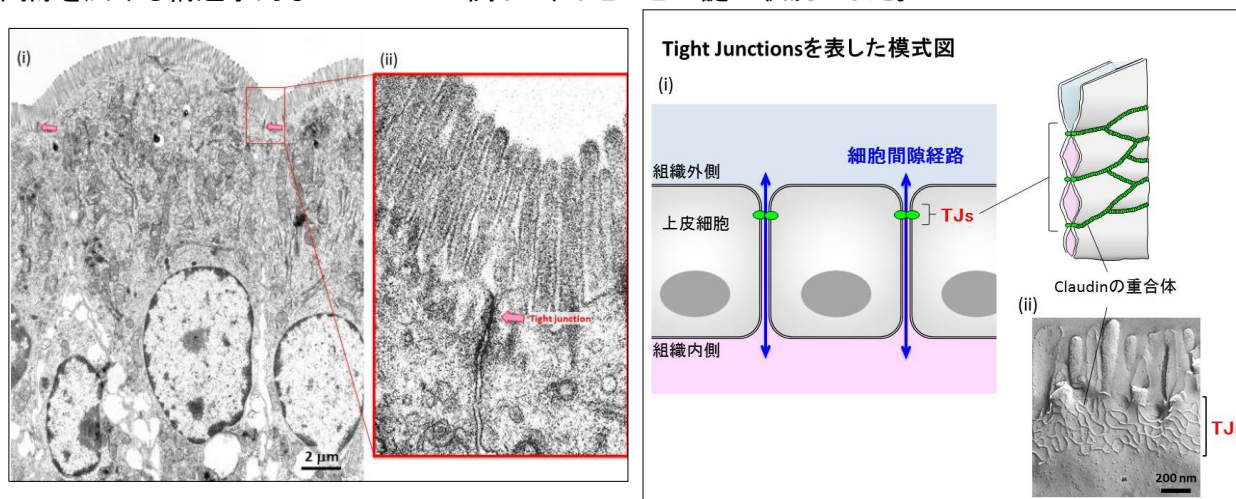 (i)
(ii)
Tight junction
2 μm
Tight Junctionsを表した模式図
(i)
組織外側
細胞間隙経路
上皮細胞
TJs
Claudinの重合体
組織内側
(ii)
TJ
200 nm